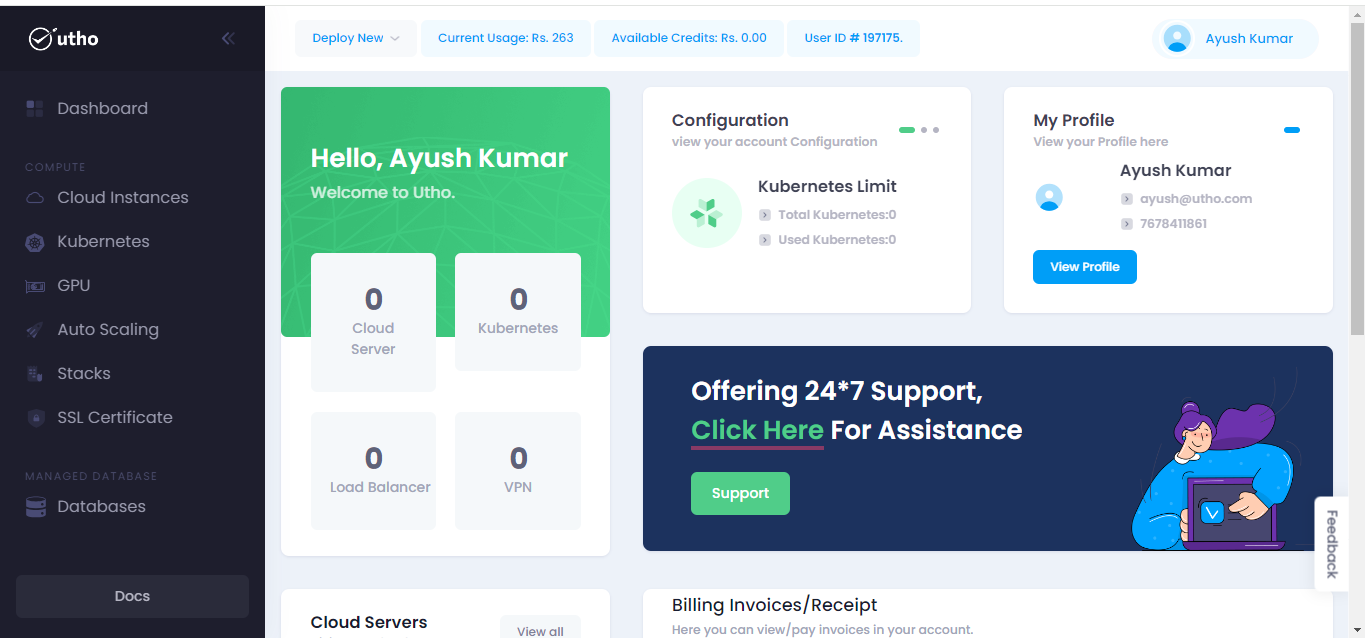 utho
Dashboard
COMPUTE
Cloud Instances
Kubernetes
GPU
Auto Scaling
Stacks
SSL Certificate
MANAGED DATABASE
Databases
Docs
Deploy New
Current Usage: Rs. 263
Available Credits: Rs. 0.00
User ID # 197175.
Ayush Kumar
Hello, Ayush Kumar
Welcome to Utho.
0
Cloud
Server
0
Kubernetes
0
Load Balancer
0
VPN
Configuration
view your account Configuration
Kubernetes Limit
Total Kubernetes:0
Used Kubernetes:0
My Profile
View your Profile here
Ayush Kumar
ayush@utho.com
7678411861
View Profile
Offering 24*7 Support,
Click Here For Assistance
Support
Feedback
Cloud Servers
View all
Billing Invoices/Receipt
Here you can view/pay invoices in your account.